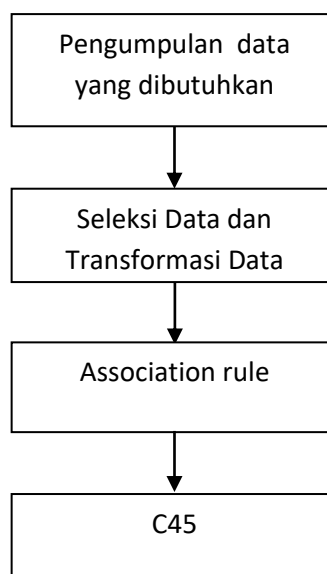 Pengumpulan data
yang dibutuhkan
Seleksi Data dan
Transformasi Data
Association rule
C45